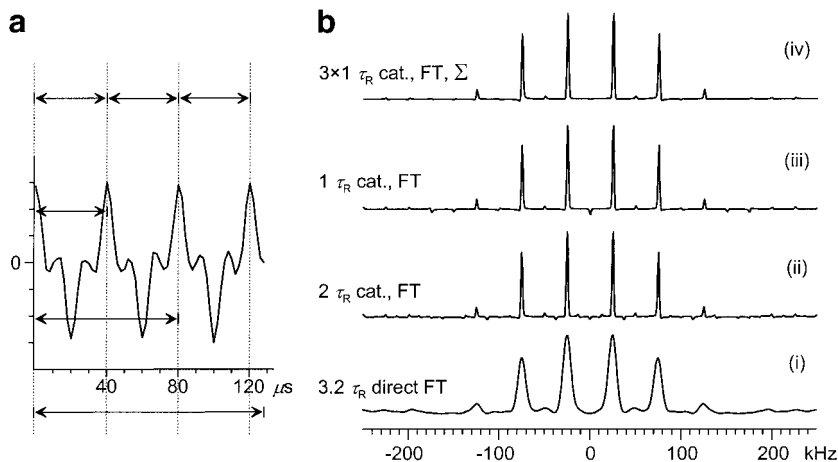 a
0
40
80
120
μs
b
3×1 τR cat., FT, Σ
(iv)
1 τR cat., FT
(iii)
2 τR cat., FT
(ii)
3.2 τR direct FT
(i)
-200
-100
0
100
200
kHz